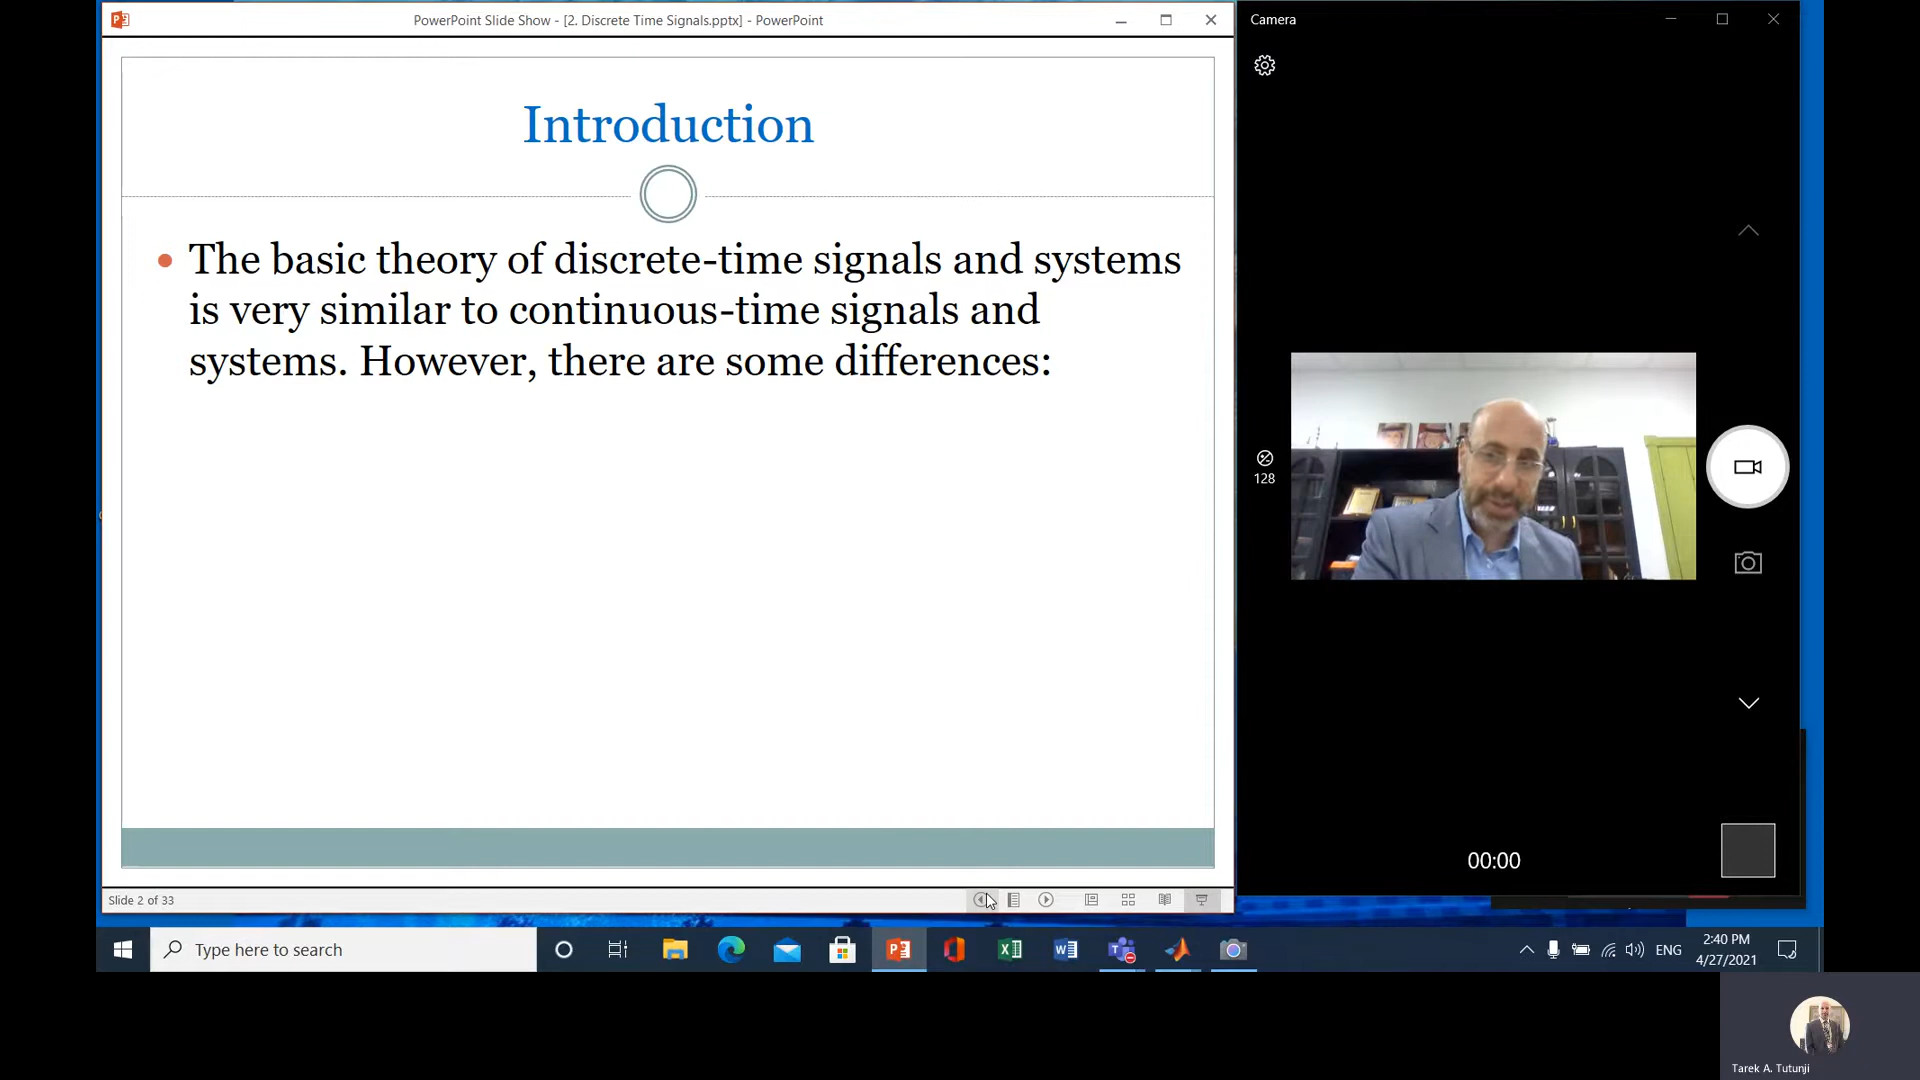 PowerPoint Slide Show - [2. Discrete Time Signals.pptx] - PowerPoint
Camera
Introduction
The basic theory of discrete-time signals and systems
is very similar to continuous-time signals and
systems. However, there are some differences:
128
00:00
Slide 2 of 33
Type here to search
ENG
2:40 PM
4/27/2021
Tarek A. Tutunji